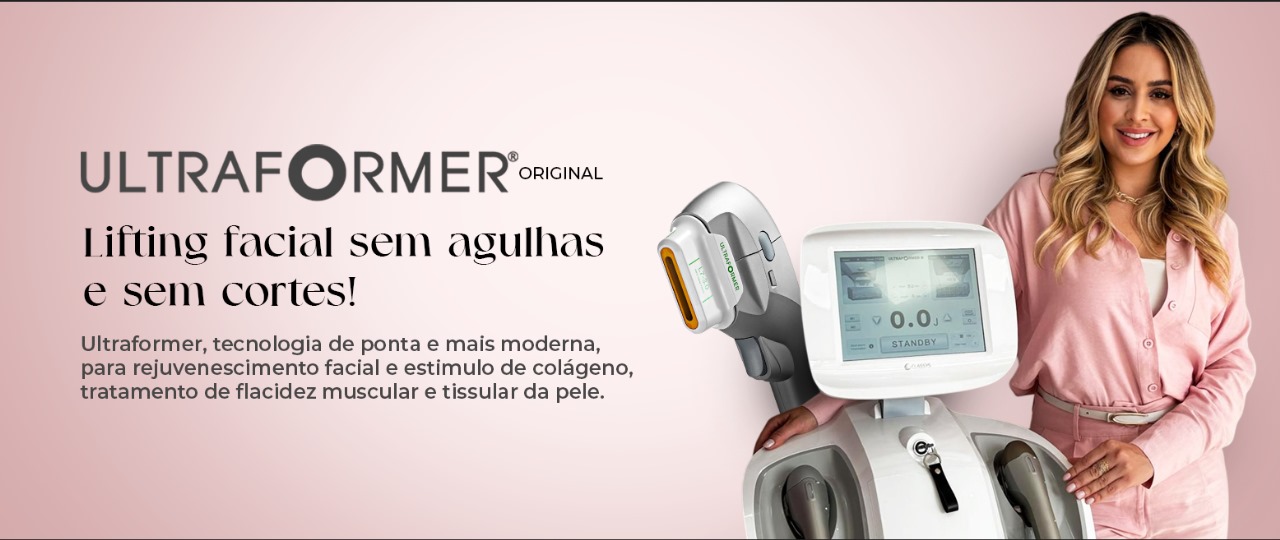 ULTRAFORMER® ORIGINAL
Lifting facial sem agulhas
e sem cortes!
Ultraformer, tecnologia de ponta e mais moderna,
para rejuvenescimento facial e estimulo de colágeno,
tratamento de flacidez muscular e tissular da pele.
ULTRAFORMER
0.0 J
STANDBY